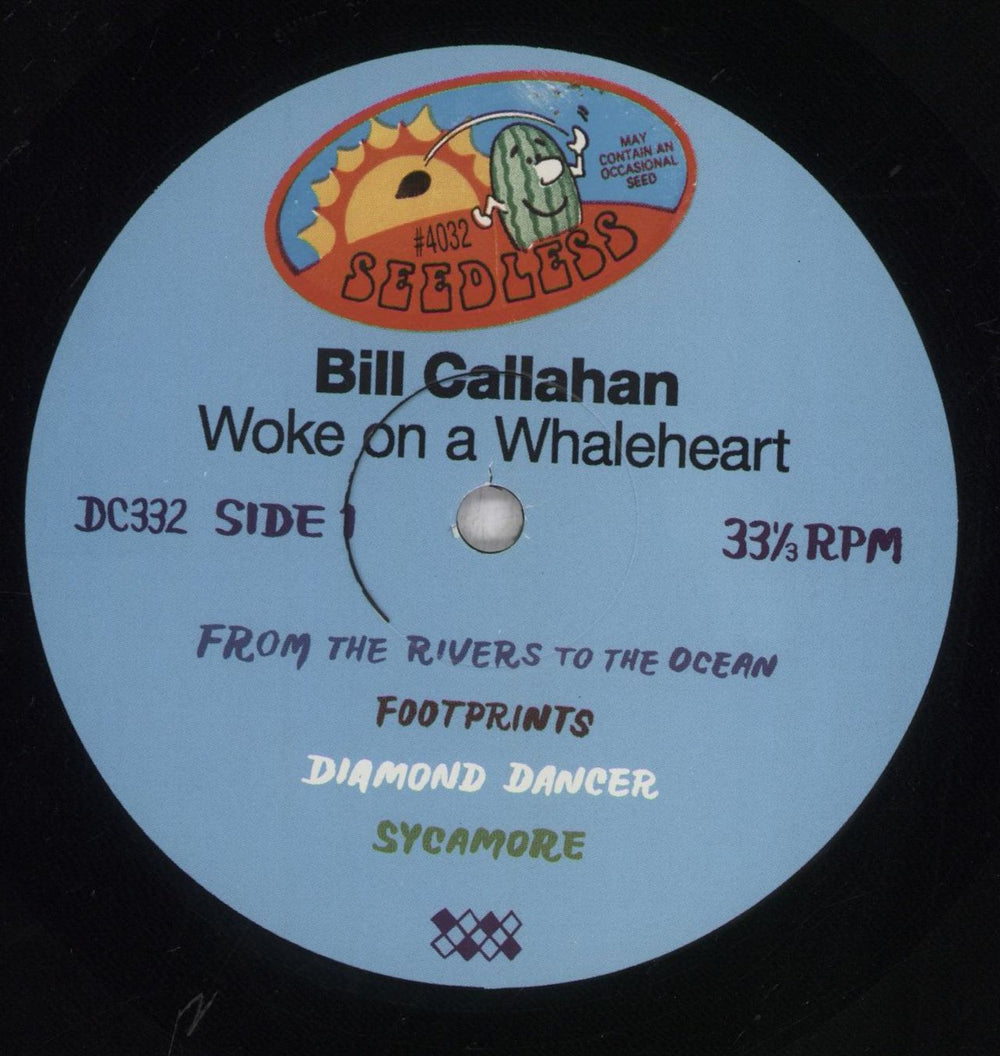 MAY
CONTAIN AN
OCCASIONAL
SEED
#4032
SEEDLESS
Bill Callahan
Woke on a Whaleheart
DC332 SIDE 1
33⅓ RPM
FROM THE RIVERS TO THE OCEAN
FOOTPRINTS
DIAMOND DANCER
SYCAMORE